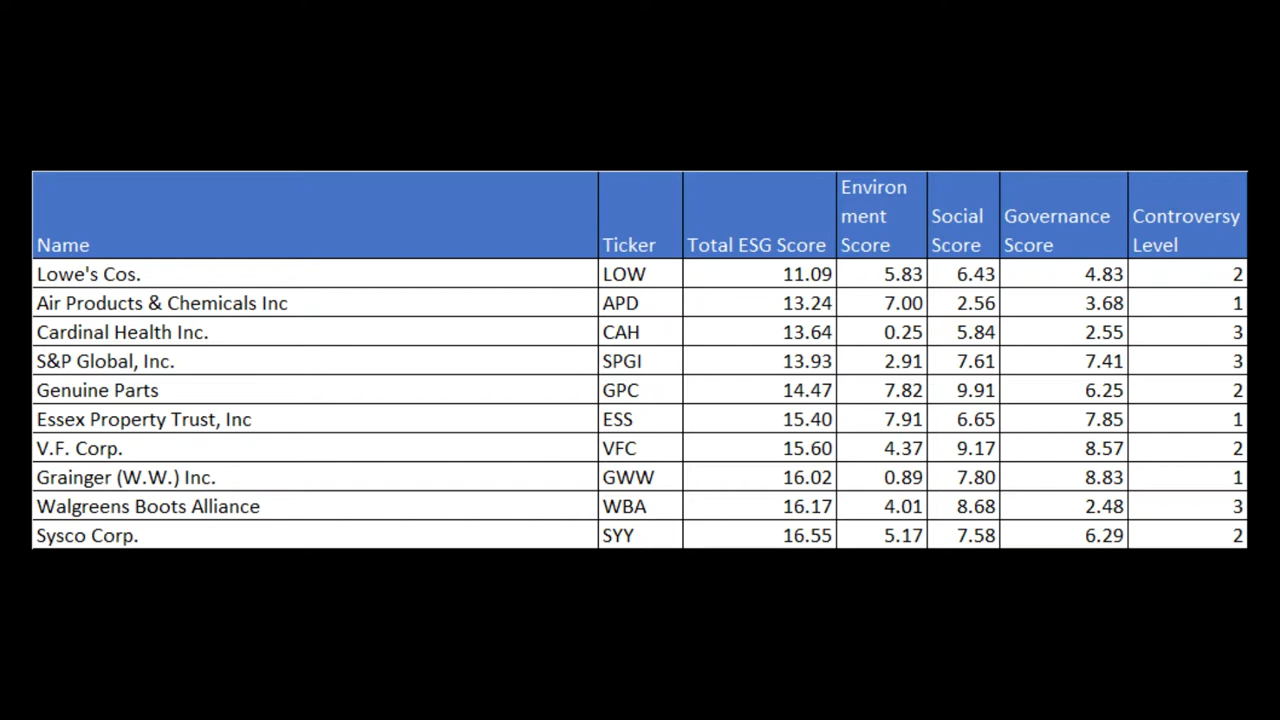 Name Ticker Total ESG Score Environ
ment
Score Social
Score Governance
Score Controversy
Level
Lowe's Cos. LOW 11.09 5.83 6.43 4.83 2
Air Products & Chemicals Inc APD 13.24 7.00 2.56 3.68 1
Cardinal Health Inc. CAH 13.64 0.25 5.84 2.55 3
S&P Global, Inc. SPGI 13.93 2.91 7.61 7.41 3
Genuine Parts GPC 14.47 7.82 9.91 6.25 2
Essex Property Trust, Inc ESS 15.40 7.91 6.65 7.85 1
V.F. Corp. VFC 15.60 4.37 9.17 8.57 2
Grainger (W.W.) Inc. GWW 16.02 0.89 7.80 8.83 1
Walgreens Boots Alliance WBA 16.17 4.01 8.68 2.48 3
Sysco Corp. SYY 16.55 5.17 7.58 6.29 2